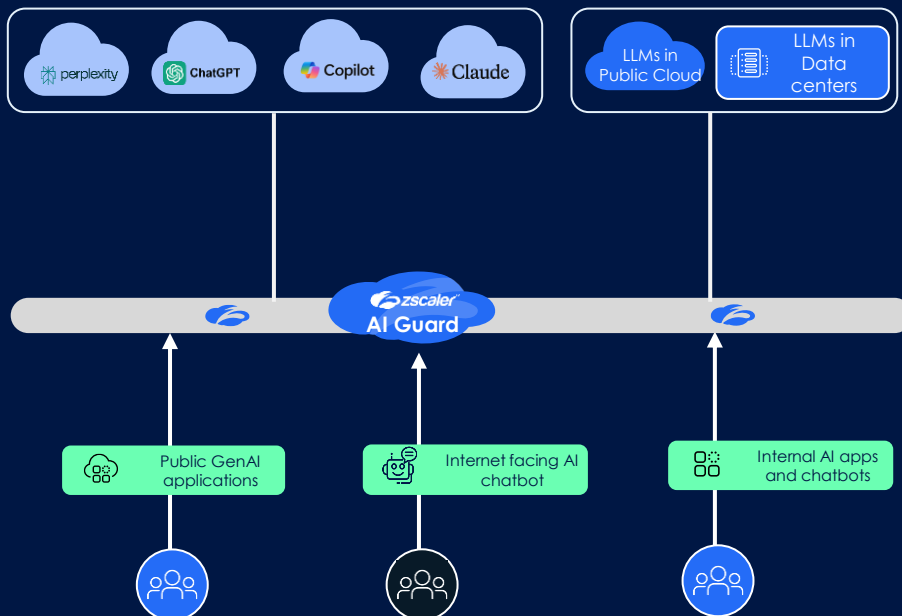 perplexity
ChatGPT
Copilot
Claude
LLMs in
Public Cloud
LLMs in
Data
centers
zscaler™
AI Guard
Public GenAI
applications
Internet facing AI
chatbot
Internal AI apps
and chatbots